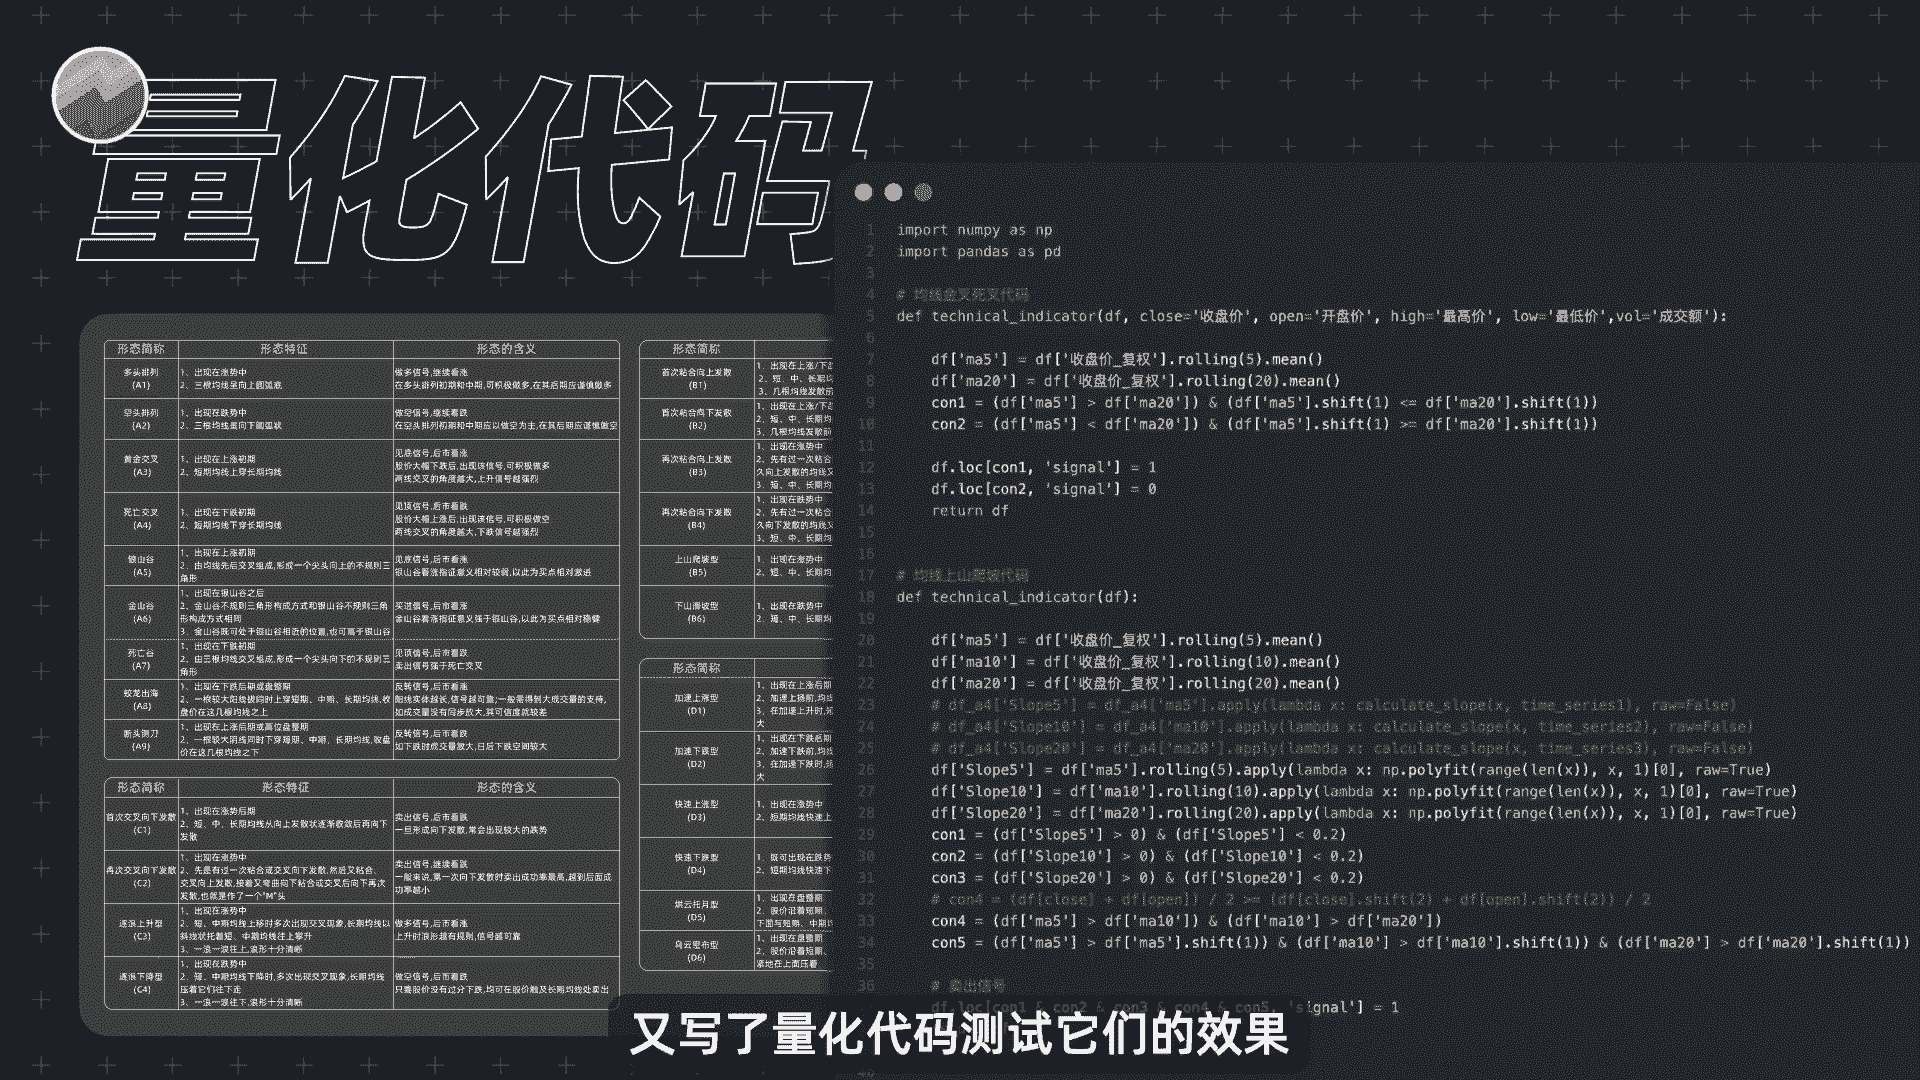 量化代码
形态简称 形态特征 形态的含义
多头排列
(A1)
1、出现在涨势中
2、三根均线呈向上圆弧底
做多信号,继续看涨
在多头排列初期和中期,可积极做多,在其后期应谨慎做多
空头排列
(A2)
1、出现在跌势中
2、三根均线呈向下圆弧状
做空信号,继续看跌
在空头排列初期和中期应以做空为主,在其后期应谨慎做空
黄金交叉
(A3)
1、出现在上涨初期
2、短期均线上穿长期均线
见底信号,后市看涨
股价大幅下跌后,出现该信号,可积极做多
两线交叉的角度越大,上升信号越强烈
死亡交叉
(A4)
1、出现在下跌初期
2、短期均线下穿长期均线
见顶信号,后市看跌
股价大幅上涨后,出现该信号,可积极做空
两线交叉的角度越大,下跌信号越强烈
银山谷
(A5)
1、出现在上涨初期
2、由均线先后交叉组成,形成一个尖头向上的不规则三
角形
见底信号,后市看涨
银山谷看涨指征意义相对较弱,以此为买点相对激进
金山谷
(A6)
1、出现在银山谷之后
2、金山谷不规则三角形构成方式和银山谷不规则三角
形构成方式相同
3、金山谷既可处于银山谷相近的位置,也可高于银山谷
买进信号,后市看涨
金山谷看涨指征意义强于银山谷,以此为买点相对稳健
死亡谷
(A7)
1、出现在下跌初期
2、由三根均线交叉组成,形成一个尖头向下的不规则三
角形
见顶信号,后市看跌
卖出信号强于死亡交叉
蛟龙出海
(A8)
1、出现在下跌后期或盘整期
2、一根较大阳线彼同时上穿短期、中期、长期均线,收
盘价在这几根均线之上
反转信号,后市看涨
阳线实体越长,信号越可靠;一般需得到大成交量的支持,
如成交量没有同步放大,其可信度就较差
断头铡刀
(A9)
1、出现在上涨后期或高位盘整期
2、一根较大阴线同时下穿短期、中期、长期均线,收盘
价在这几根均线之下
反转信号,后市看跌
如下跌时成交量放大,日后下跌空间较大
形态简称 形态特征 形态的含义
首次交叉向下发散
(C1)
1、出现在涨势后期
2、短、中、长期均线从向上发散状逐渐收敛后再向下
发散
卖出信号,后市看跌
一旦形成向下发散,常会出现较大的跌势
再次交叉向下发散
(C2)
1、出现在涨势中
2、先是有过一次粘合或交叉向下发散,然后又粘合、
交叉向上发散,接着又弯曲向下粘合或交叉后向下再次
发散,也就是作了一个"M"头
卖出信号,继续看跌
一般来说,第一次向下发散时卖出成功率最高,越到后面成
功率越小
逐浪上升型
(C3)
1、出现在涨势中
2、短、中期均线上移时多次出现交叉现象,长期均线以
斜线状托着短、中期均线往上攀升
3、一浪一浪往上,浪形十分清晰
做多信号,后市看涨
上升时浪形越有规则,信号越可靠
逐浪下降型
(C4)
1、出现在跌势中
2、短、中期均线下降时,多次出现交叉现象,长期均线
压着它们往下走
3、一浪一浪往下,浪形十分清晰
做空信号,后市看跌
只要股价没有过分下跌,均可在股价触及长期均线处卖出
形态简称
首次粘合向上发散
(B1)
1、出现在上涨/下
2、短、中、长期均
3、几根均线发散前
首次粘合向下发散
(B2)
1、出现在上涨/下
2、短、中、长期均
3、几根均线发散前
再次粘合向上发散
(B3)
1、出现在涨势中
2、先有过一次粘合
久向上发散的均线又
3、短、中、长期均
再次粘合向下发散
(B4)
1、出现在跌势中
2、先有过一次粘合
久向下发散的均线又
3、短、中、长期均
上山爬坡型
(B5)
1、出现在涨势中
2、短、中、长期均
下山滑坡型
(B6)
1、出现在跌势中
2、短、中、长期均
形态简称
加速上涨型
(D1)
1、出现在上涨后期
2、加速上扬前,均
3、在加速上升时,
大
加速下跌型
(D2)
1、出现在下跌后期
2、加速下跌前,均
3、在加速下跌时,
大
快速上涨型
(D3)
1、出现在涨势中
2、短期均线快速上
快速下跌型
(D4)
1、既可出现在跌势
2、短期均线快速下
烘云托月型
(D5)
1、出现在盘整期
2、股价沿着短期、
下面与短期、中期
乌云密布型
(D6)
1、出现在盘整期
2、股价沿着短期、
紧地在上面压着
1 import numpy as np
2 import pandas as pd
3
4 # 均线金叉死叉代码
5 def technical_indicator(df, close='收盘价', open='开盘价', high='最高价', low='最低价',vol='成交额'):
6
7 df['ma5'] = df['收盘价_复权'].rolling(5).mean()
8 df['ma20'] = df['收盘价_复权'].rolling(20).mean()
9 con1 = (df['ma5'] > df['ma20']) & (df['ma5'].shift(1) <= df['ma20'].shift(1))
10 con2 = (df['ma5'] < df['ma20']) & (df['ma5'].shift(1) >= df['ma20'].shift(1))
11
12 df.loc[con1, 'signal'] = 1
13 df.loc[con2, 'signal'] = 0
14 return df
15
16
17 # 均线上山爬坡代码
18 def technical_indicator(df):
19
20 df['ma5'] = df['收盘价_复权'].rolling(5).mean()
21 df['ma10'] = df['收盘价_复权'].rolling(10).mean()
22 df['ma20'] = df['收盘价_复权'].rolling(20).mean()
23 # df_a4['Slope5'] = df_a4['ma5'].apply(lambda x: calculate_slope(x, time_series1), raw=False)
24 # df_a4['Slope10'] = df_a4['ma10'].apply(lambda x: calculate_slope(x, time_series2), raw=False)
25 # df_a4['Slope20'] = df_a4['ma20'].apply(lambda x: calculate_slope(x, time_series3), raw=False)
26 df['Slope5'] = df['ma5'].rolling(5).apply(lambda x: np.polyfit(range(len(x)), x, 1)[0], raw=True)
27 df['Slope10'] = df['ma10'].rolling(10).apply(lambda x: np.polyfit(range(len(x)), x, 1)[0], raw=True)
28 df['Slope20'] = df['ma20'].rolling(20).apply(lambda x: np.polyfit(range(len(x)), x, 1)[0], raw=True)
29 con1 = (df['Slope5'] > 0) & (df['Slope5'] < 0.2)
30 con2 = (df['Slope10'] > 0) & (df['Slope10'] < 0.2)
31 con3 = (df['Slope20'] > 0) & (df['Slope20'] < 0.2)
32 # con4 = (df[close] + df[open]) / 2 >= (df[close].shift(2) + df[open].shift(2)) / 2
33 con4 = (df['ma5'] > df['ma10']) & (df['ma10'] > df['ma20'])
34 con5 = (df['ma5'] > df['ma5'].shift(1)) & (df['ma10'] > df['ma10'].shift(1)) & (df['ma20'] > df['ma20'].shift(1))
35
36 # 卖出信号
df.loc[con1 & con2 & con3 & con4 & con5, 'signal'] = 1
又写了量化代码测试它们的效果